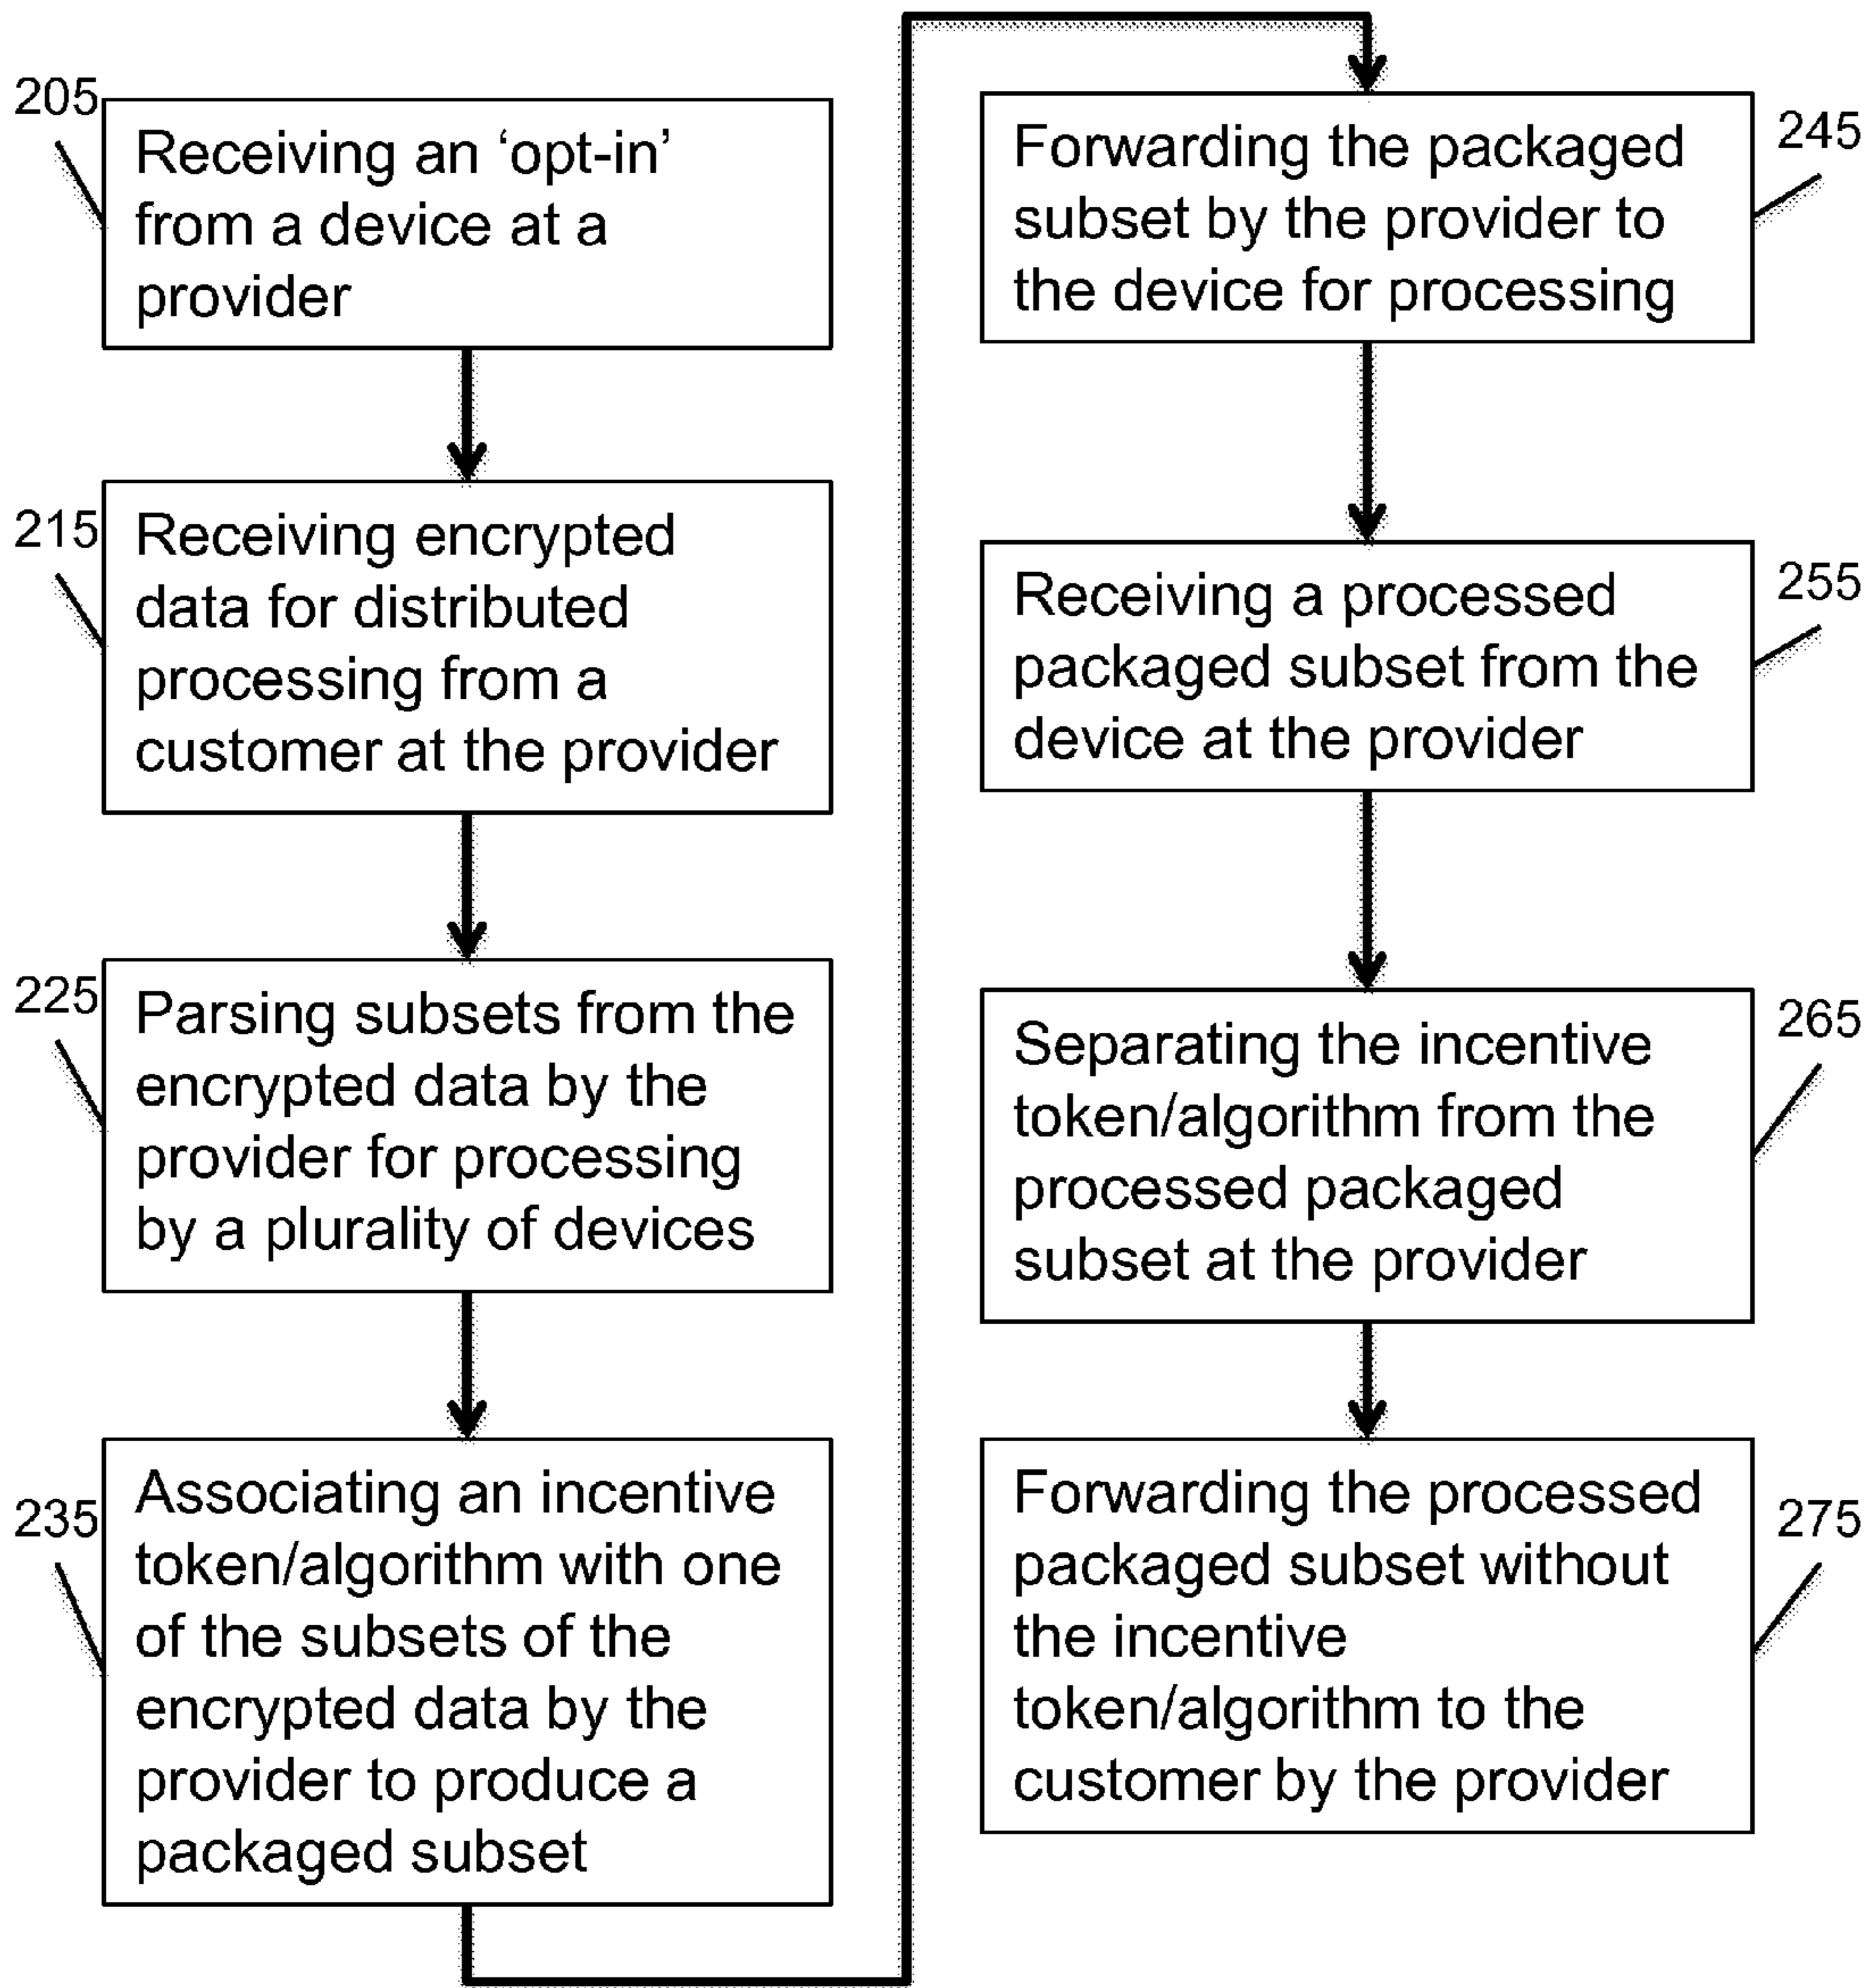 205
Receiving an ‘opt-in’
from a device at a
provider
215
Receiving encrypted
data for distributed
processing from a
customer at the provider
225
Parsing subsets from the
encrypted data by the
provider for processing
by a plurality of devices
235
Associating an incentive
token/algorithm with one
of the subsets of the
encrypted data by the
provider to produce a
packaged subset
245
Forwarding the packaged
subset by the provider to
the device for processing
255
Receiving a processed
packaged subset from the
device at the provider
265
Separating the incentive
token/algorithm from the
processed packaged
subset at the provider
275
Forwarding the processed
packaged subset without
the incentive
token/algorithm to the
customer by the provider